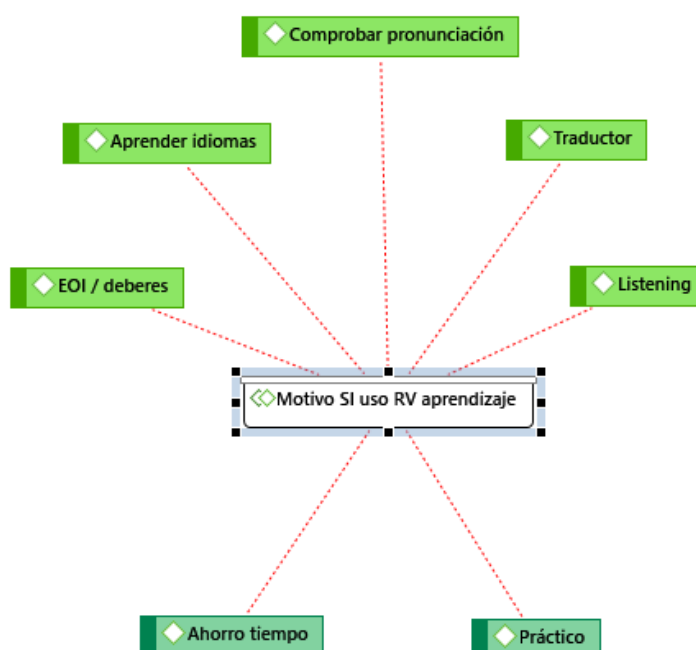 Comprobar pronunciación
Aprender idiomas
Traductor
EOI / deberes
Listening
Motivo SI uso RV aprendizaje
Ahorro tiempo
Práctico